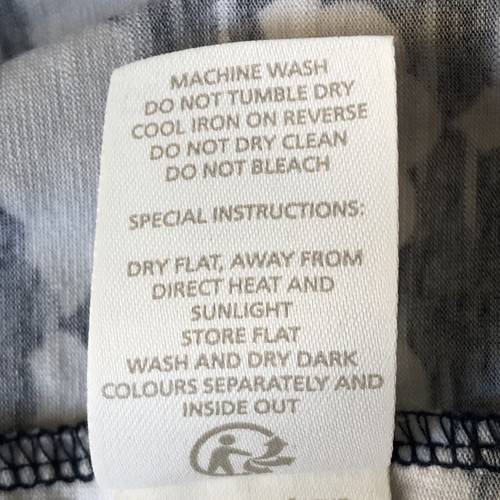 MACHINE WASH
DO NOT TUMBLE DRY
COOL IRON ON REVERSE
DO NOT DRY CLEAN
DO NOT BLEACH
SPECIAL INSTRUCTIONS:
DRY FLAT, AWAY FROM
DIRECT HEAT AND
SUNLIGHT
STORE FLAT
WASH AND DRY DARK
COLOURS SEPARATELY AND
INSIDE OUT